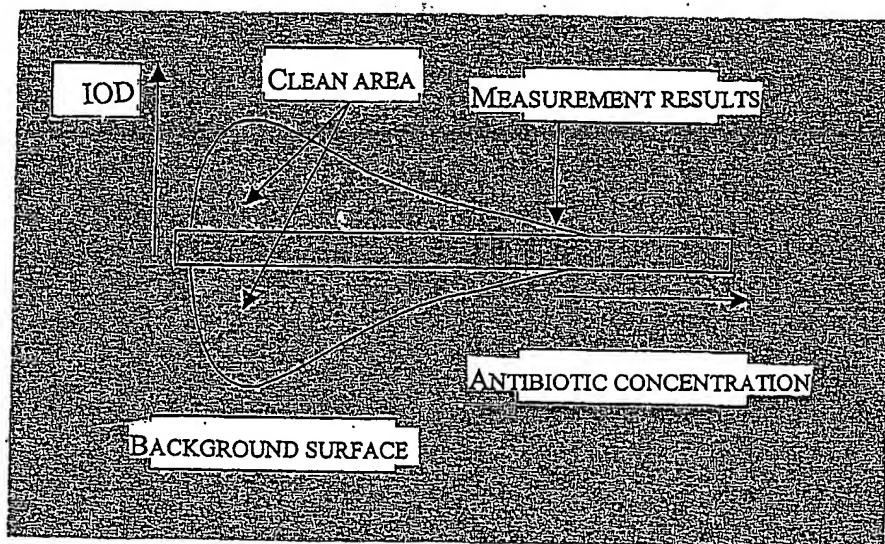 IOD
CLEAN AREA
MEASUREMENT RESULTS
ANTIBIOTIC CONCENTRATION
BACKGROUND SURFACE